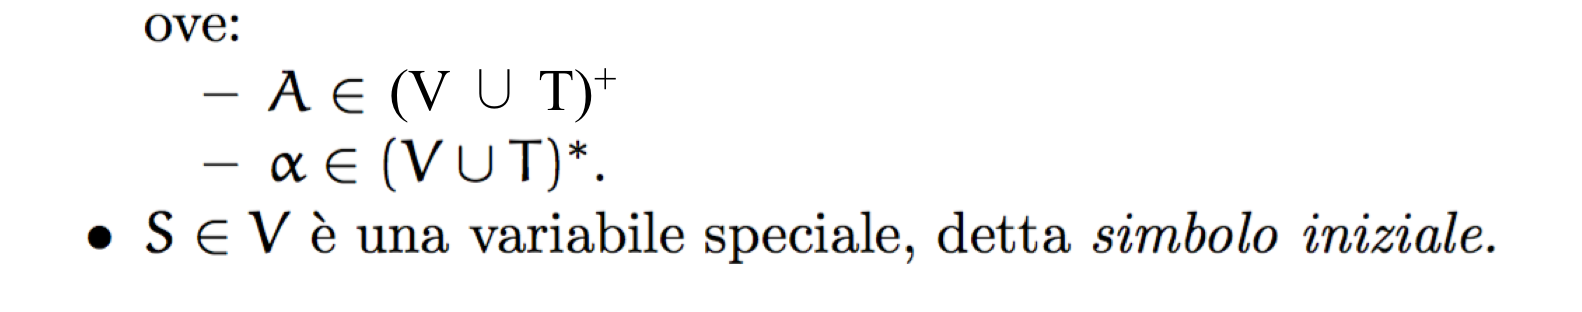 ove:
– A ∈ (V ∪ T)⁺
– α ∈ (V ∪ T)*.
• S ∈ V è una variabile speciale, detta simbolo iniziale.